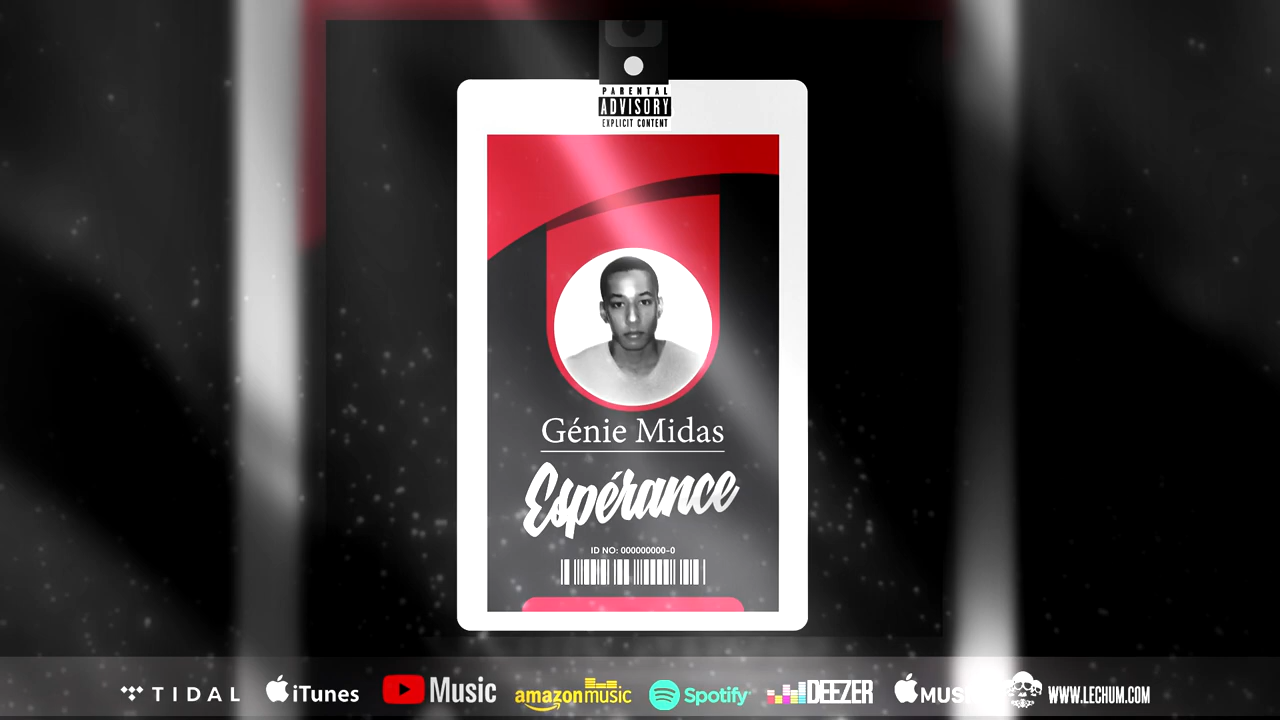 PARENTAL
ADVISORY
EXPLICIT CONTENT
Génie Midas
Espérance
ID NO: 000000000-0
TIDAL iTunes Music amazonmusic Spotify DEEZER WWW.LECHUM.COM